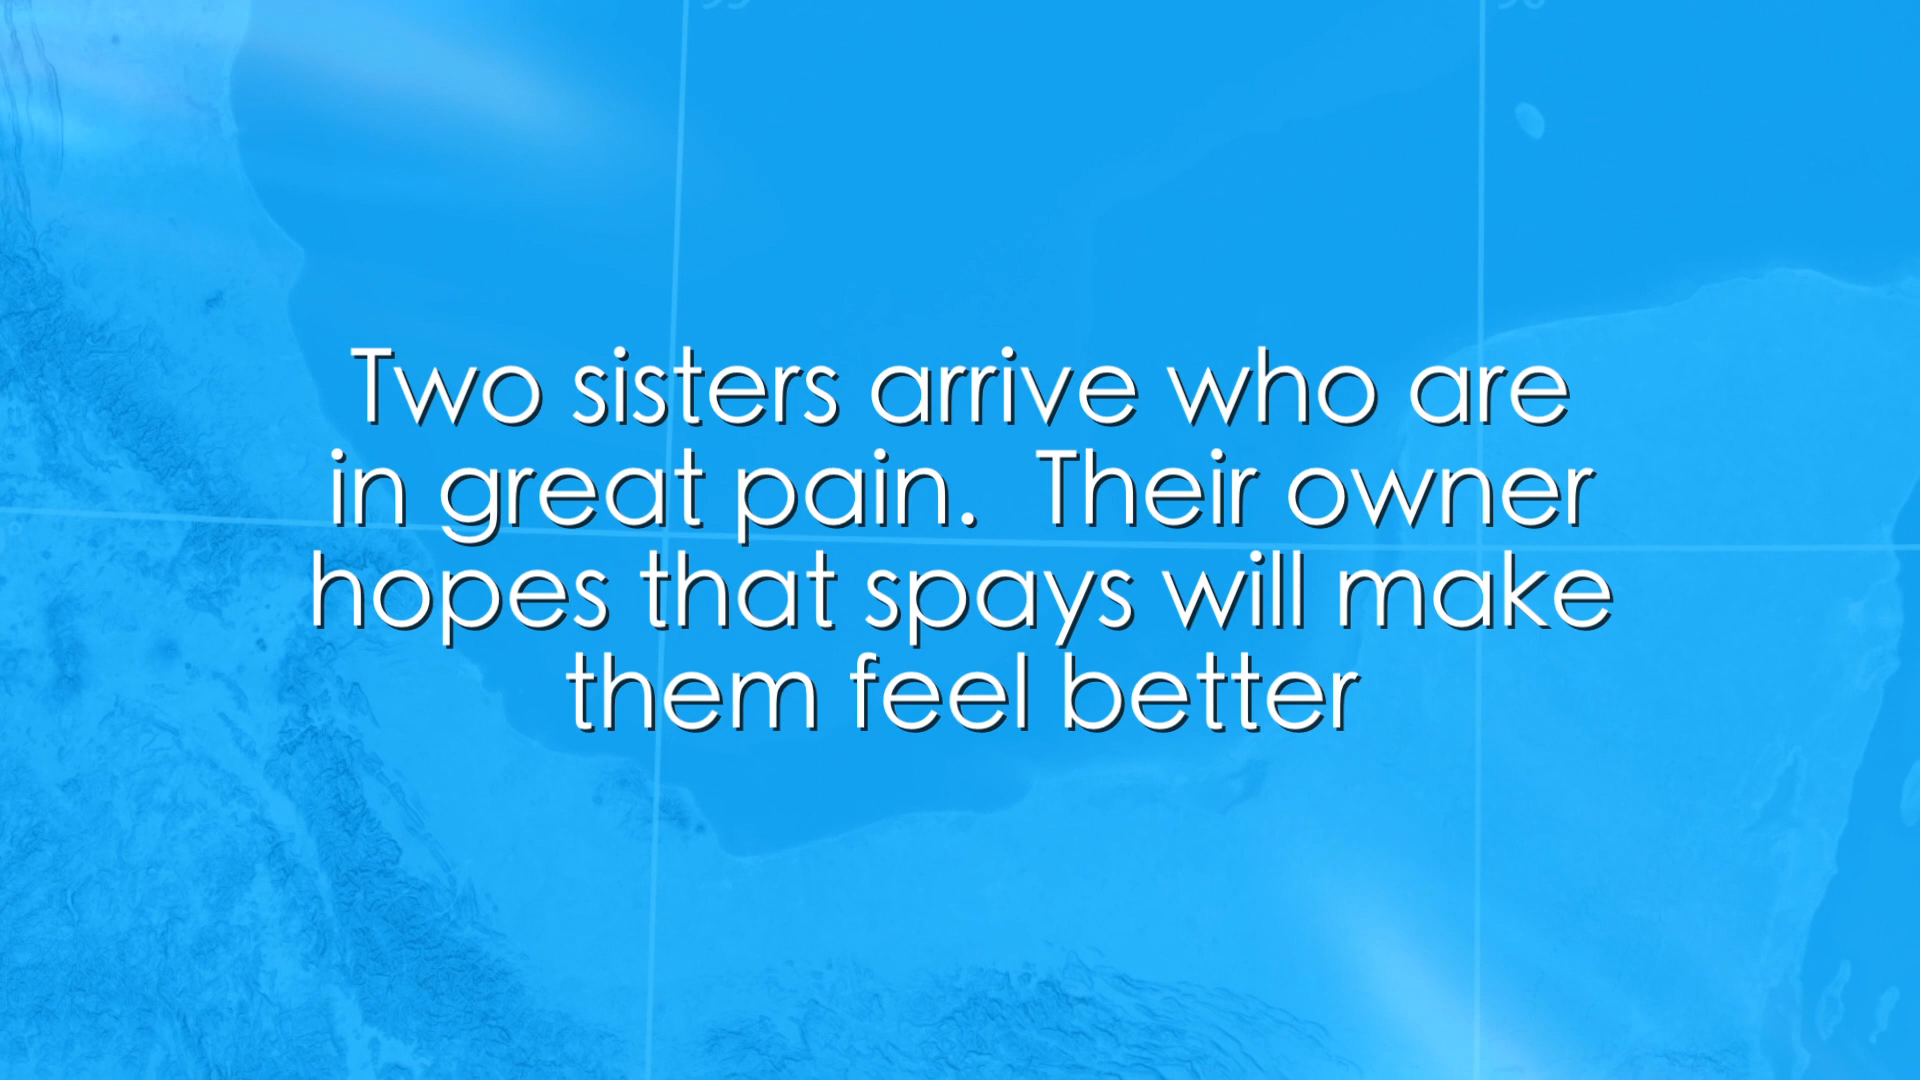 Two sisters arrive who are
in great pain.  Their owner
hopes that spays will make
them feel better